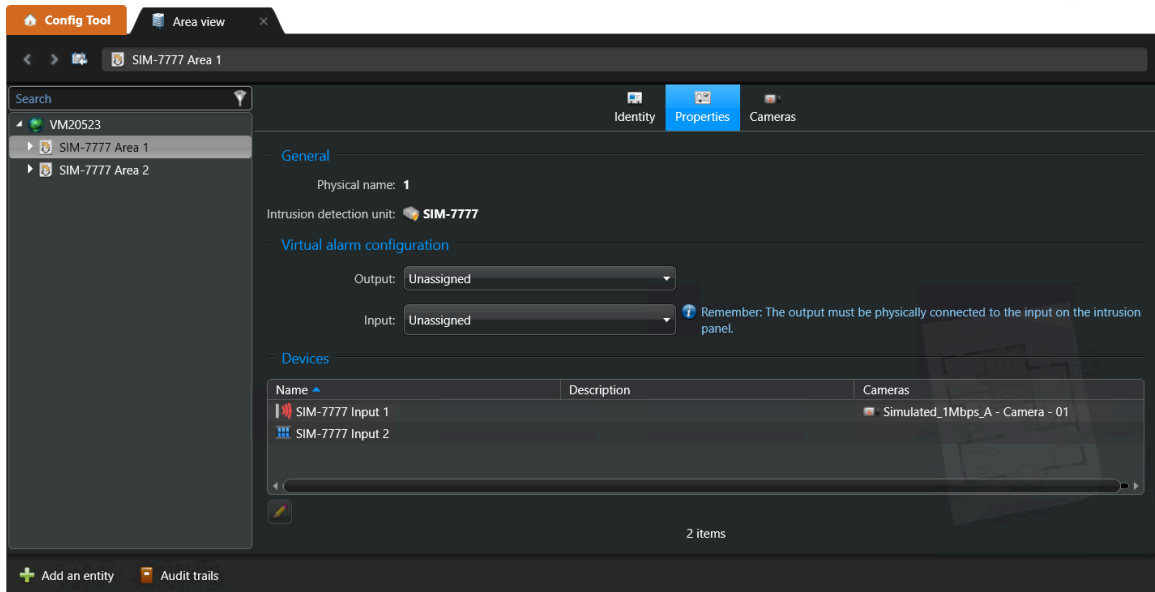 Config Tool
Area view
SIM-7777 Area 1
Search
Identity
Properties
Cameras
VM20523
SIM-7777 Area 1
SIM-7777 Area 2
General
Physical name: 1
Intrusion detection unit: SIM-7777
Virtual alarm configuration
Output: Unassigned
Input: Unassigned
Remember: The output must be physically connected to the input on the intrusion
panel.
Devices
Name Description Cameras
SIM-7777 Input 1 Simulated_1Mbps_A - Camera - 01
SIM-7777 Input 2
2 items
Add an entity
Audit trails